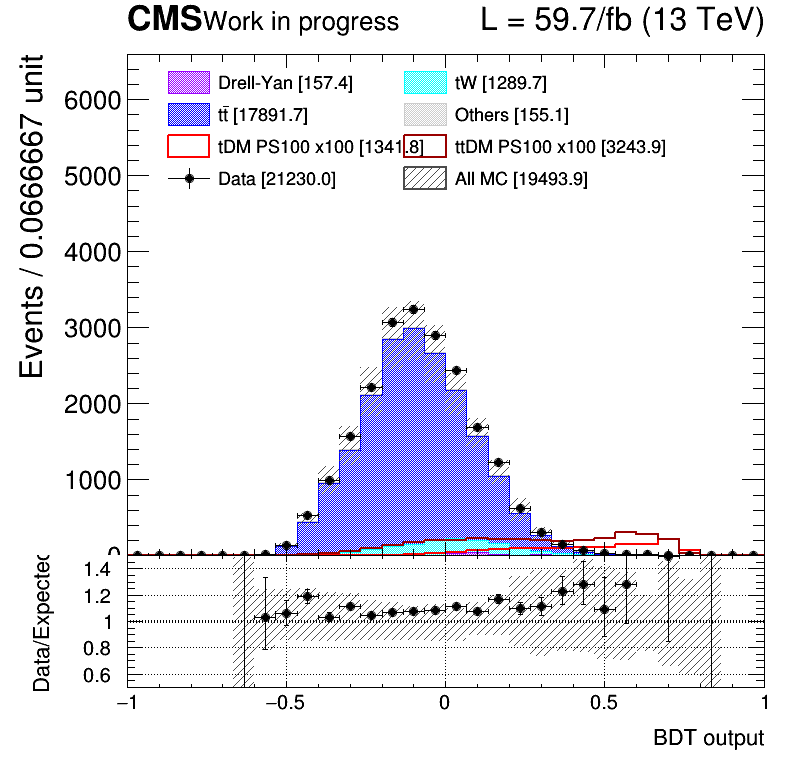 CMS Work in progress L = 59.7/fb (13 TeV)
Events / 0.0666667 unit
6000
5000
4000
3000
2000
1000
0
Drell-Yan [157.4] tW [1289.7]
tt̄ [17891.7] Others [155.1]
tDM PS100 x100 [1341.8] ttDM PS100 x100 [3243.9]
Data [21230.0] All MC [19493.9]
Data/Expected
1.4
1.2
1
0.8
0.6
−1 −0.5 0 0.5 1
BDT output